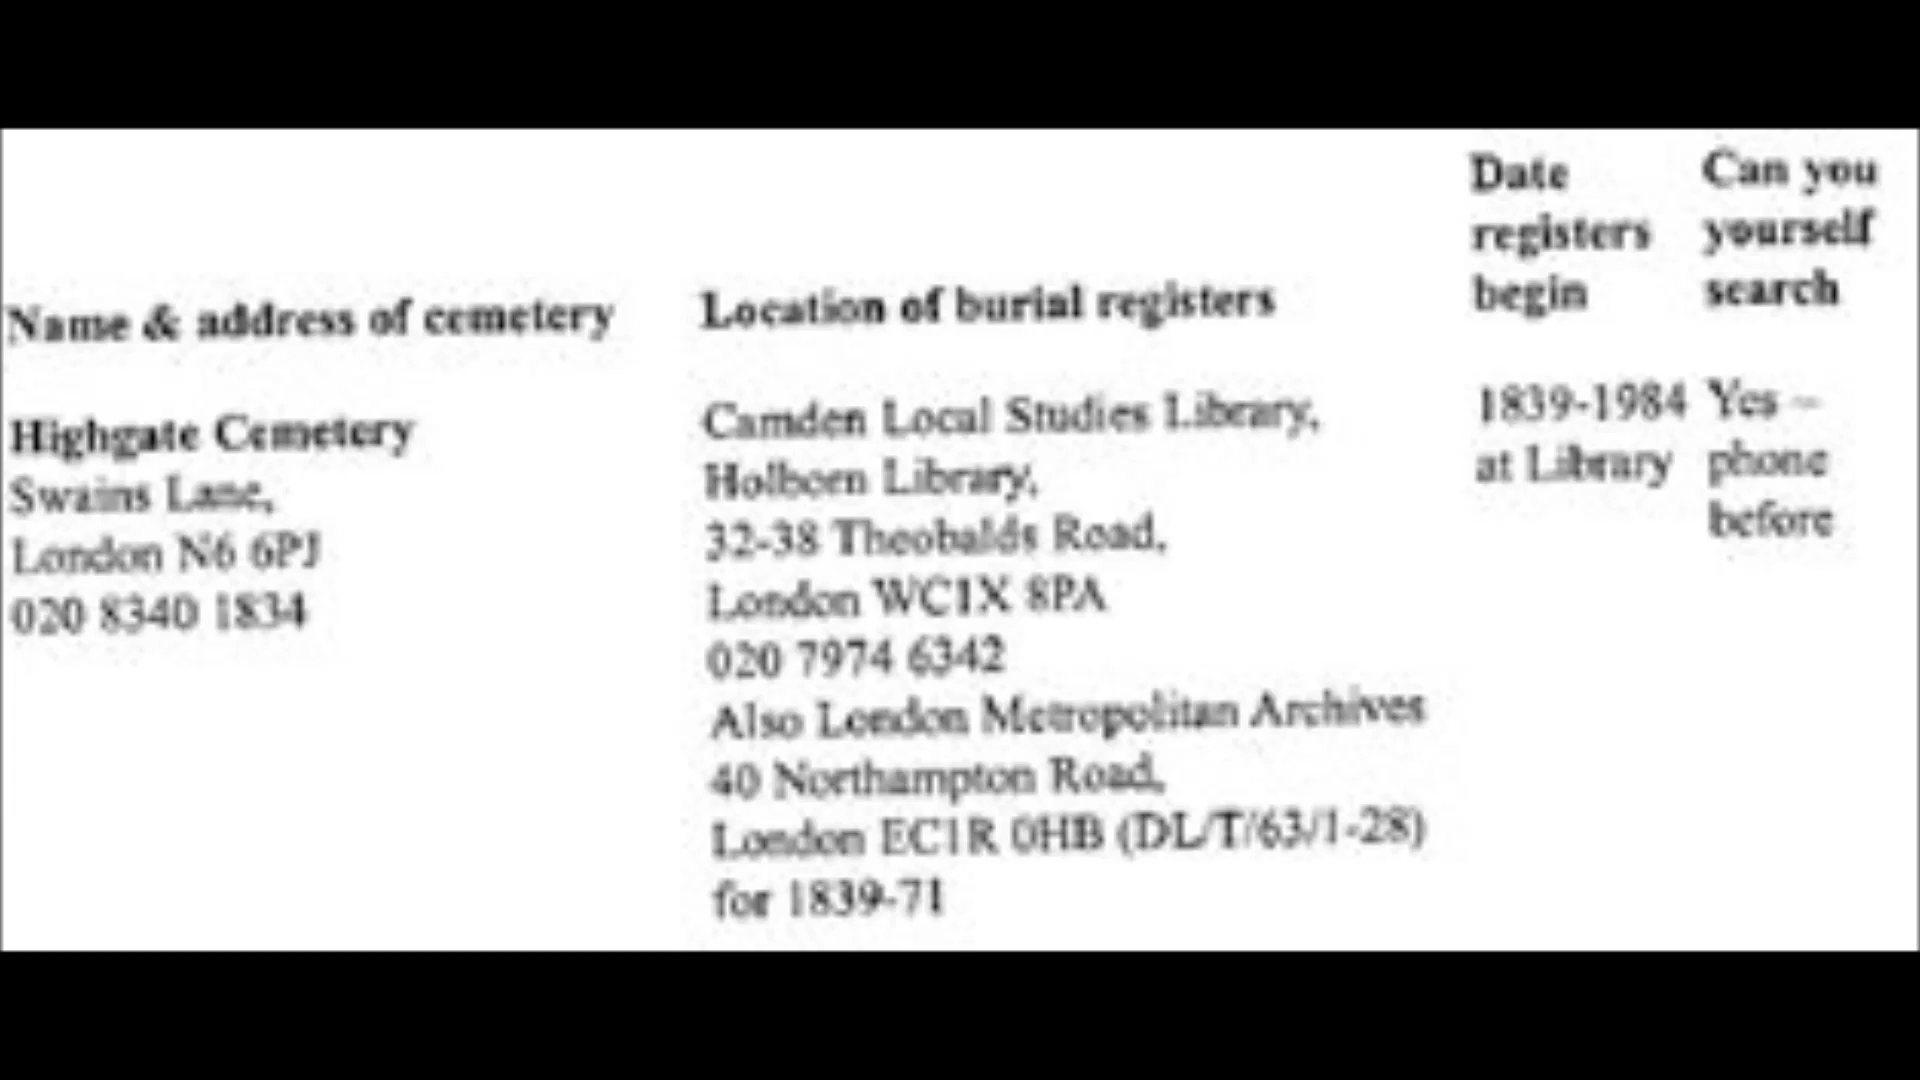 Name & address of cemetery
Location of burial registers
Date
registers
begin
Can you
yourself
search
Highgate Cemetery
Swains Lane,
London N6 6PJ
020 8340 1834
Camden Local Studies Library,
Holborn Library,
32-38 Theobalds Road,
London WC1X 8PA
020 7974 6342
Also London Metropolitan Archives
40 Northampton Road,
London EC1R 0HB (DL/T/63/1-28)
for 1839-71
1839-1984
at Library
Yes –
phone
before